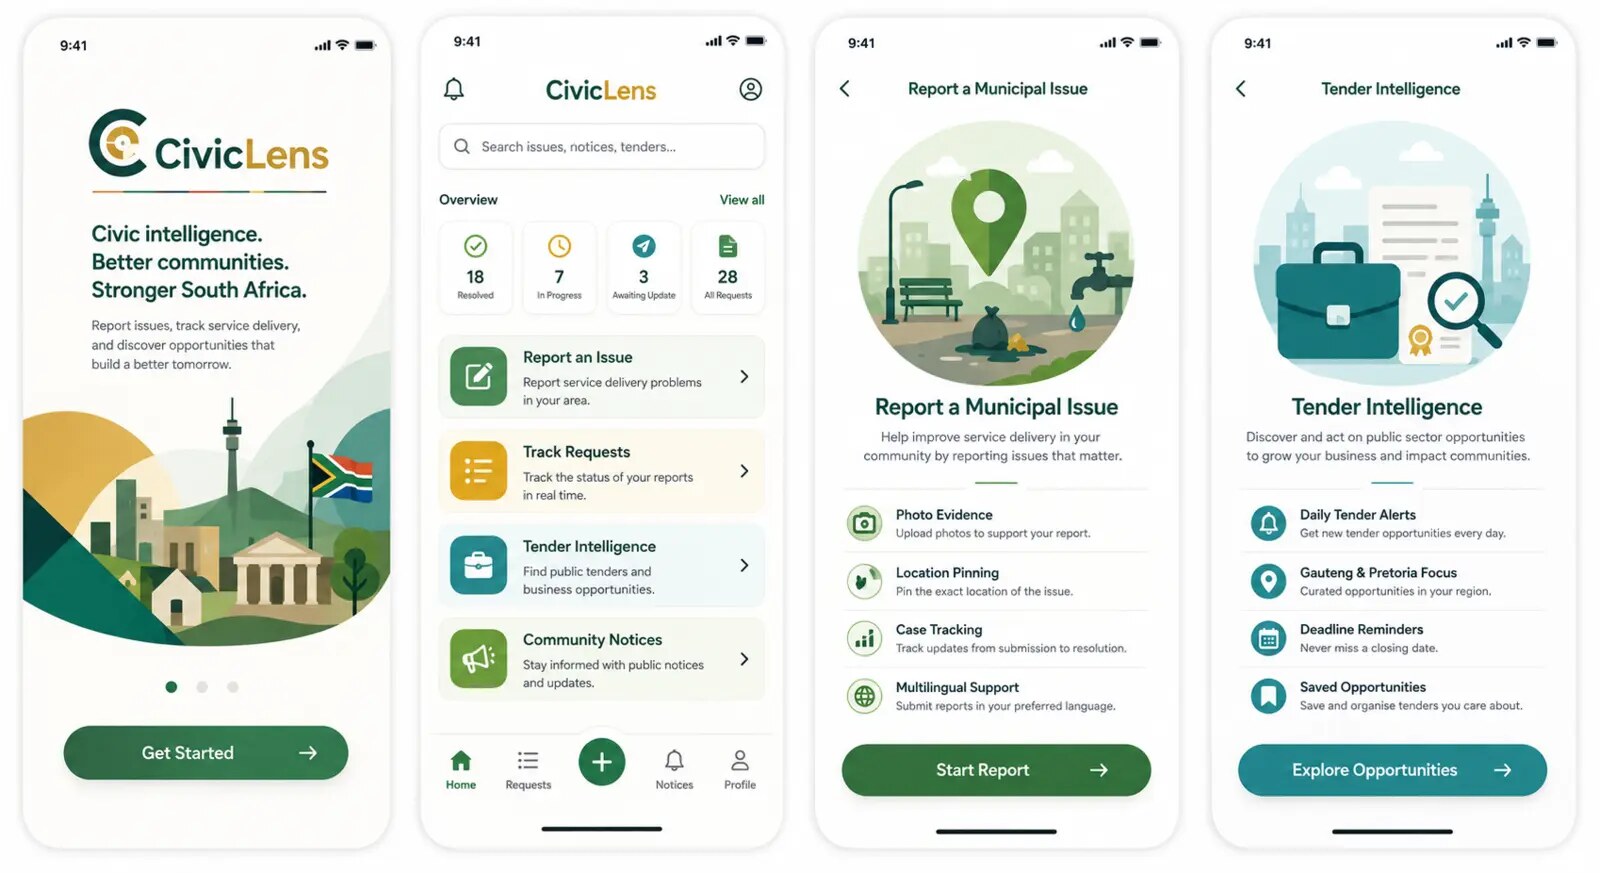 9:41
CivicLens
Civic intelligence.
Better communities.
Stronger South Africa.
Report issues, track service delivery,
and discover opportunities that
build a better tomorrow.
Get Started
9:41
CivicLens
Search issues, notices, tenders...
Overview
View all
18
Resolved
7
In Progress
3
Awaiting Update
28
All Requests
Report an Issue
Report service delivery problems
in your area.
Track Requests
Track the status of your reports
in real time.
Tender Intelligence
Find public tenders and
business opportunities.
Community Notices
Stay informed with public notices
and updates.
Home
Requests
Notices
Profile
9:41
Report a Municipal Issue
Report a Municipal Issue
Help improve service delivery in your
community by reporting issues that matter.
Photo Evidence
Upload photos to support your report.
Location Pinning
Pin the exact location of the issue.
Case Tracking
Track updates from submission to resolution.
Multilingual Support
Submit reports in your preferred language.
Start Report
9:41
Tender Intelligence
Tender Intelligence
Discover and act on public sector opportunities
to grow your business and impact communities.
Daily Tender Alerts
Get new tender opportunities every day.
Gauteng & Pretoria Focus
Curated opportunities in your region.
Deadline Reminders
Never miss a closing date.
Saved Opportunities
Save and organise tenders you care about.
Explore Opportunities